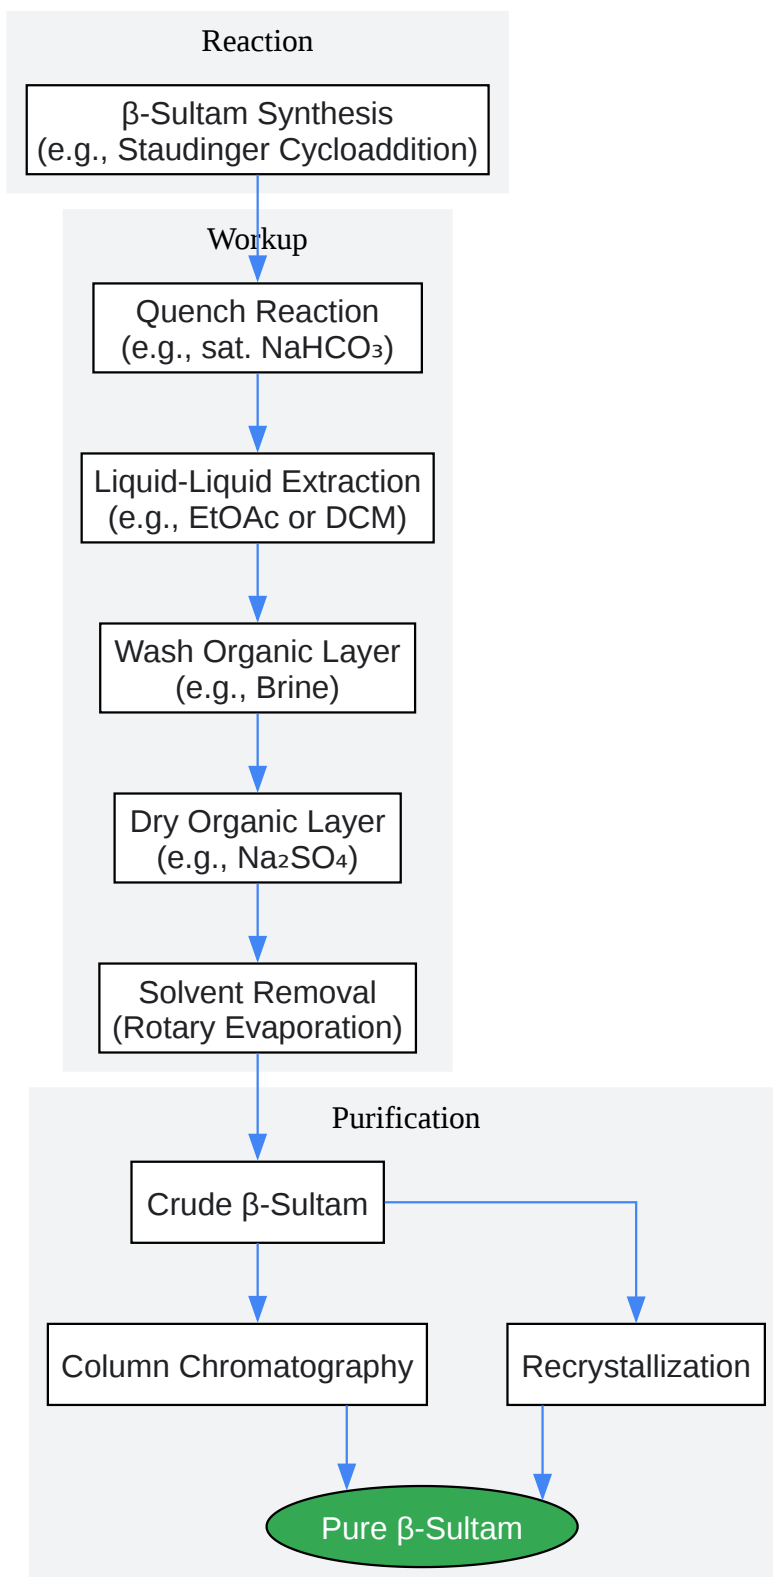 Reaction
β-Sultam Synthesis
(e.g., Staudinger Cycloaddition)
Workup
Quench Reaction
(e.g., sat. NaHCO₃)
Liquid-Liquid Extraction
(e.g., EtOAc or DCM)
Wash Organic Layer
(e.g., Brine)
Dry Organic Layer
(e.g., Na₂SO₄)
Solvent Removal
(Rotary Evaporation)
Purification
Crude β-Sultam
Column Chromatography
Recrystallization
Pure β-Sultam